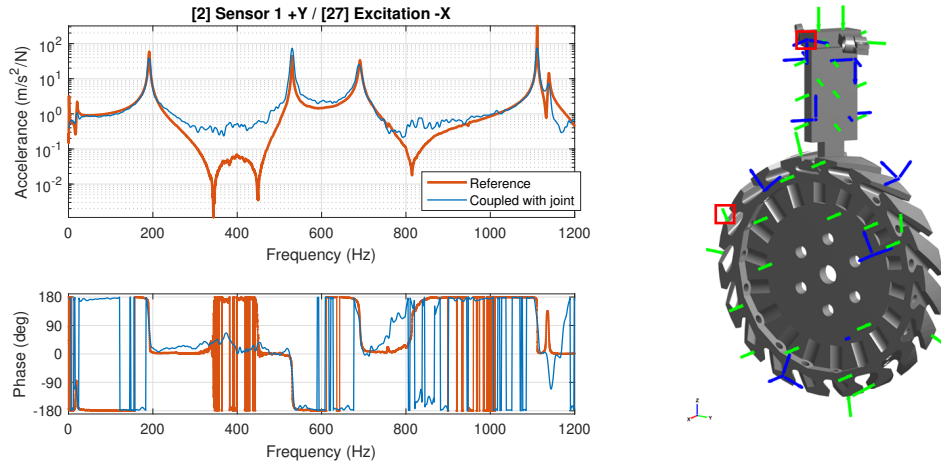 [2] Sensor 1 +Y / [27] Excitation -X
Accelerance (m/s²/N)
10²
10¹
10⁰
10⁻¹
10⁻²
Reference
Coupled with joint
0 200 400 600 800 1000 1200
Frequency (Hz)
Phase (deg)
180
90
0
-90
-180
0 200 400 600 800 1000 1200
Frequency (Hz)
Z
X Y